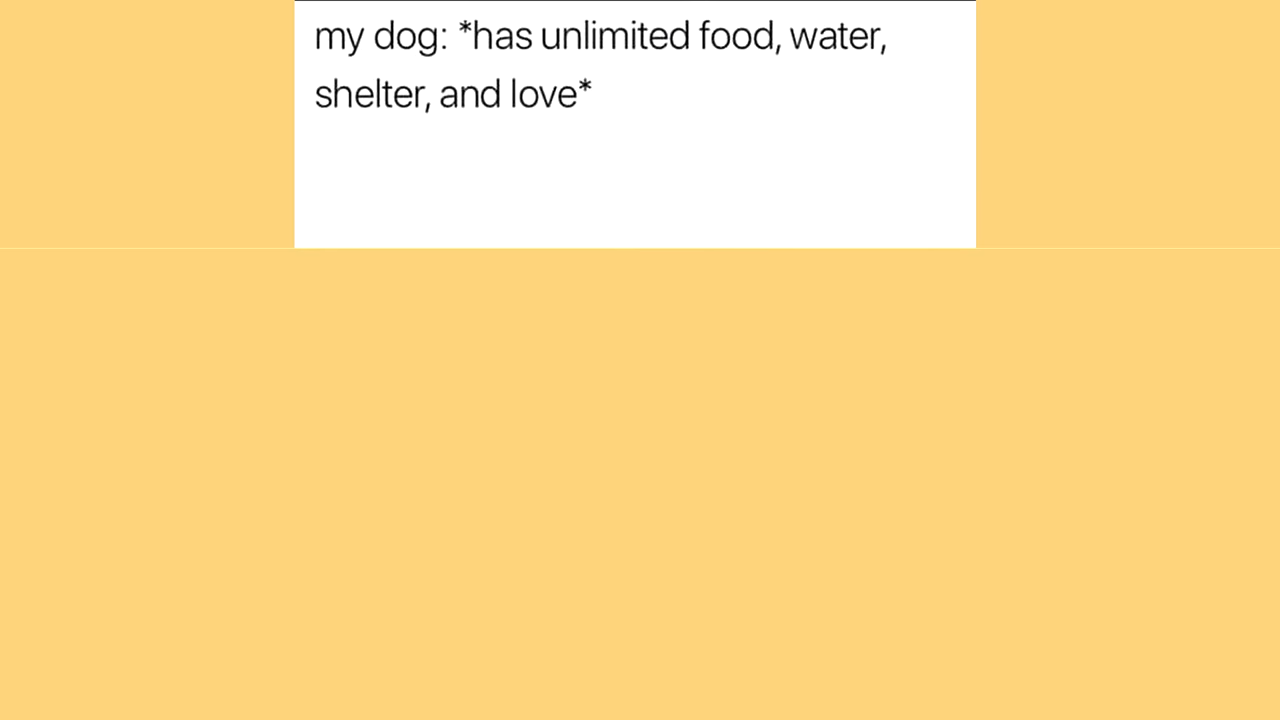 my dog: *has unlimited food, water,
shelter, and love*